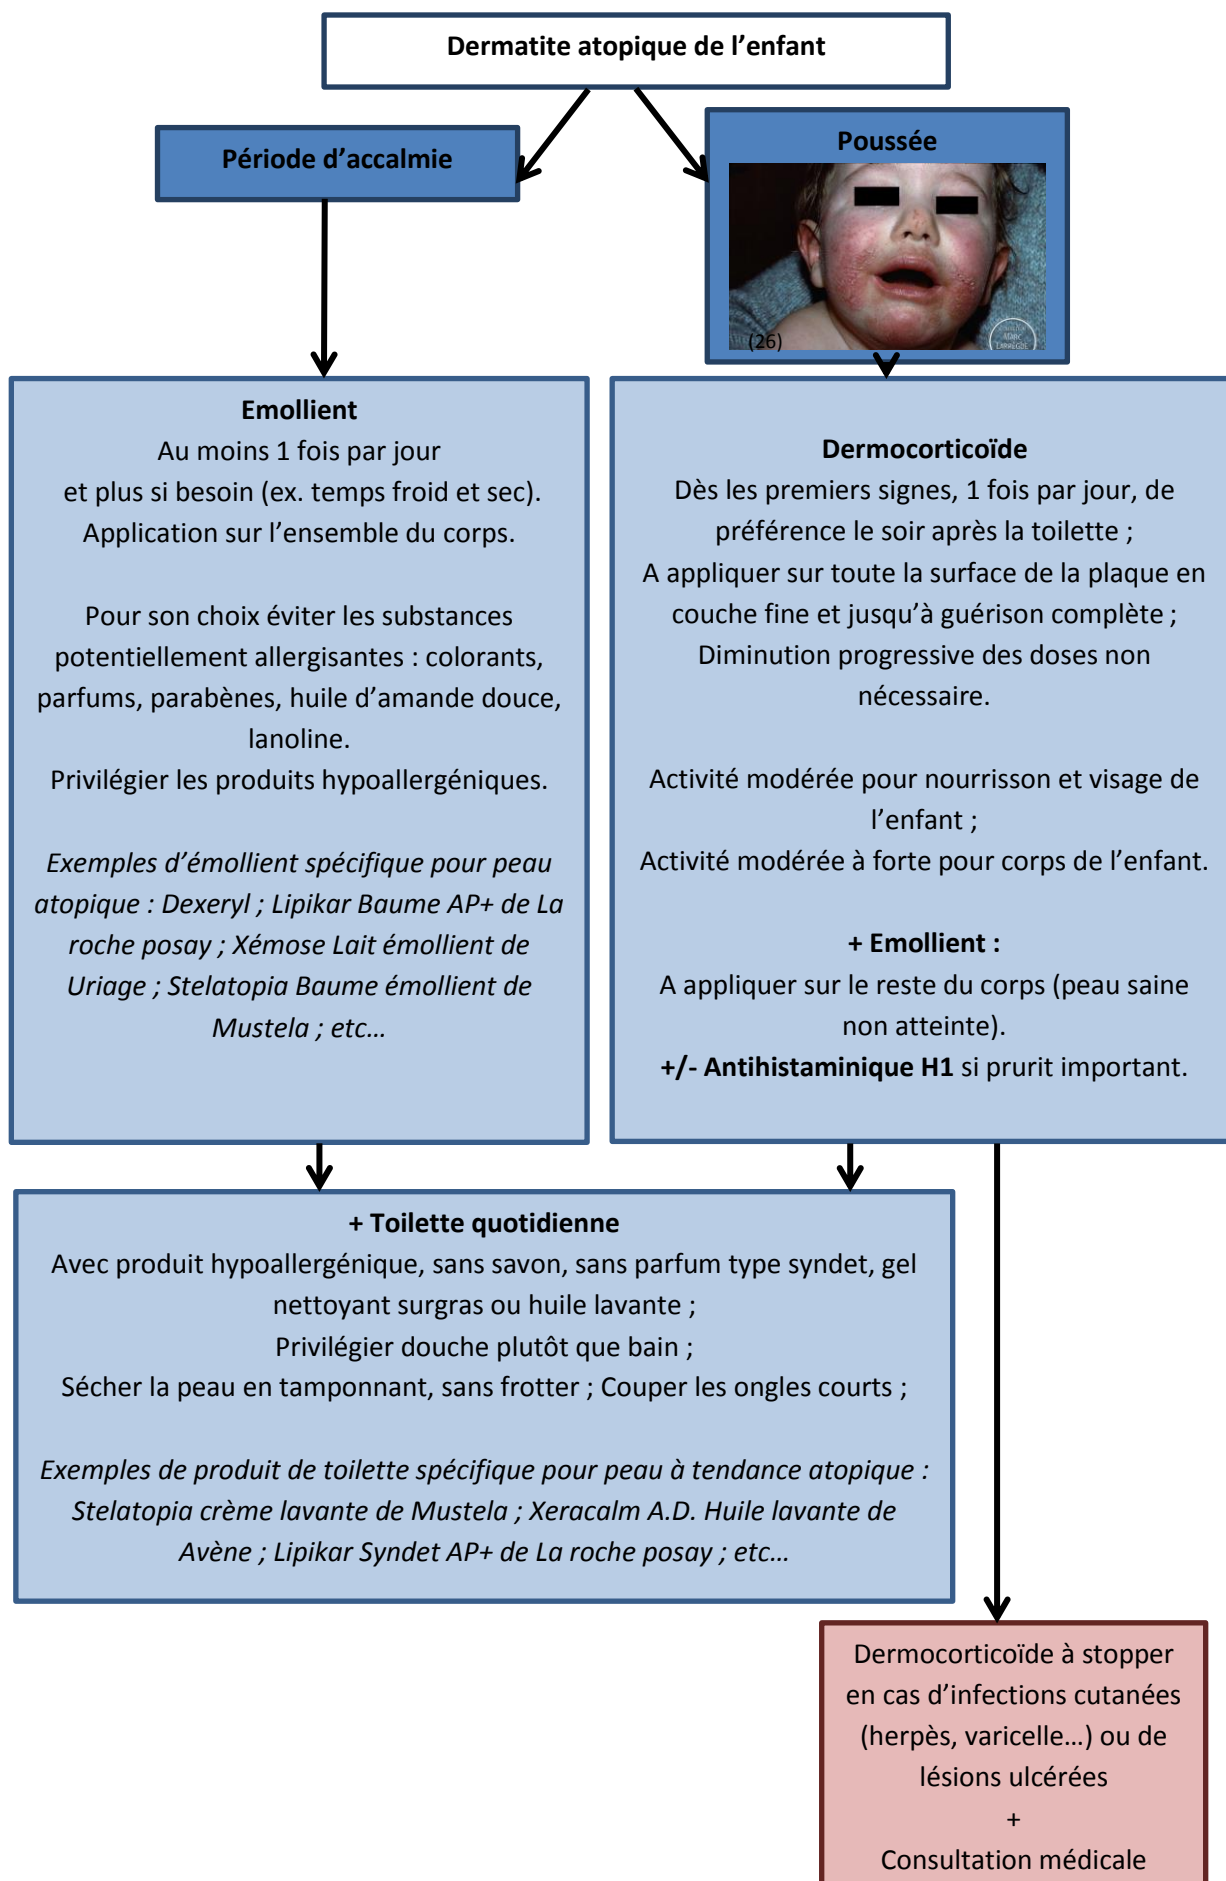 Dermatite atopique de l’enfant
Période d’accalmie
Poussée
(26)
Emollient
Au moins 1 fois par jour
et plus si besoin (ex. temps froid et sec).
Application sur l’ensemble du corps.
Pour son choix éviter les substances
potentiellement allergisantes : colorants,
parfums, parabènes, huile d’amande douce,
lanoline.
Privilégier les produits hypoallergéniques.
Exemples d’émollient spécifique pour peau
atopique : Dexeryl ; Lipikar Baume AP+ de La
roche posay ; Xémose Lait émollient de
Uriage ; Stelatopia Baume émollient de
Mustela ; etc…
Dermocorticoïde
Dès les premiers signes, 1 fois par jour, de
préférence le soir après la toilette ;
A appliquer sur toute la surface de la plaque en
couche fine et jusqu’à guérison complète ;
Diminution progressive des doses non
nécessaire.
Activité modérée pour nourrisson et visage de
l’enfant ;
Activité modérée à forte pour corps de l’enfant.
+ Emollient :
A appliquer sur le reste du corps (peau saine
non atteinte).
+/- Antihistaminique H1 si prurit important.
+ Toilette quotidienne
Avec produit hypoallergénique, sans savon, sans parfum type syndet, gel
nettoyant surgras ou huile lavante ;
Privilégier douche plutôt que bain ;
Sécher la peau en tamponnant, sans frotter ; Couper les ongles courts ;
Exemples de produit de toilette spécifique pour peau à tendance atopique :
Stelatopia crème lavante de Mustela ; Xeracalm A.D. Huile lavante de
Avène ; Lipikar Syndet AP+ de La roche posay ; etc…
Dermocorticoïde à stopper
en cas d’infections cutanées
(herpès, varicelle…) ou de
lésions ulcérées
+
Consultation médicale